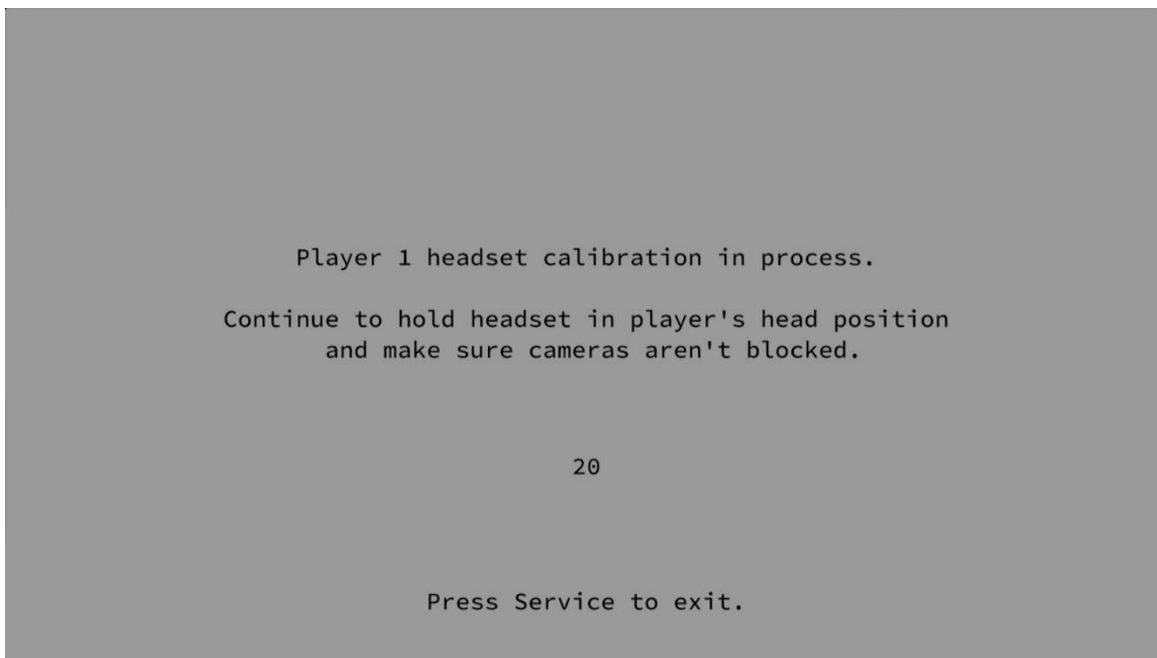 Player 1 headset calibration in process.
Continue to hold headset in player's head position
and make sure cameras aren't blocked.
20
Press Service to exit.